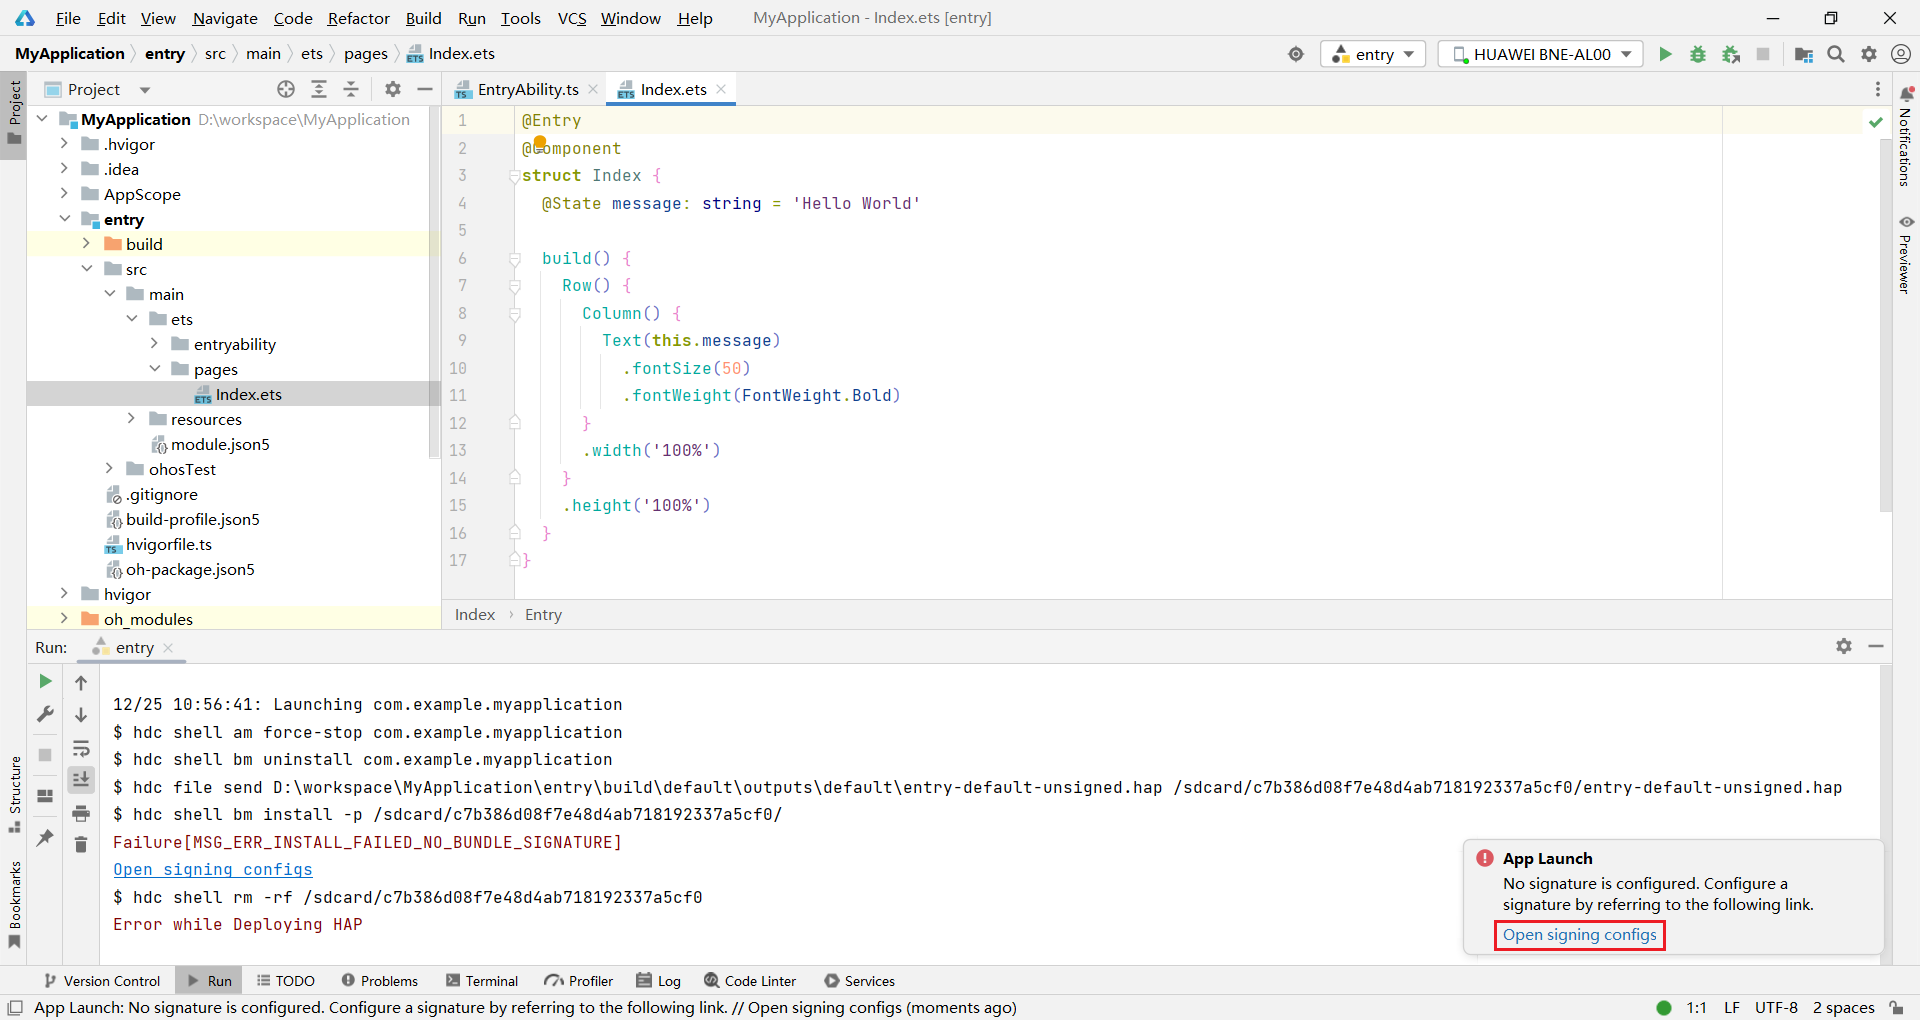 File Edit View Navigate Code Refactor Build Run Tools VCS Window Help MyApplication - Index.ets [entry]
MyApplication entry src main ets pages Index.ets entry HUAWEI BNE-AL00
Project
Project
EntryAbility.ts Index.ets
MyApplication D:\workspace\MyApplication
.hvigor
.idea
AppScope
entry
build
src
main
ets
entryability
pages
Index.ets
resources
module.json5
ohosTest
.gitignore
build-profile.json5
hvigorfile.ts
oh-package.json5
hvigor
oh_modules
1 @Entry
2 @Component
3 struct Index {
4 @State message: string = 'Hello World'
5
6 build() {
7 Row() {
8 Column() {
9 Text(this.message)
10 .fontSize(50)
11 .fontWeight(FontWeight.Bold)
12 }
13 .width('100%')
14 }
15 .height('100%')
16 }
17 }
Index › Entry
Notifications
Previewer
Run: entry
12/25 10:56:41: Launching com.example.myapplication
$ hdc shell am force-stop com.example.myapplication
$ hdc shell bm uninstall com.example.myapplication
$ hdc file send D:\workspace\MyApplication\entry\build\default\outputs\default\entry-default-unsigned.hap /sdcard/c7b386d08f7e48d4ab718192337a5cf0/entry-default-unsigned.hap
$ hdc shell bm install -p /sdcard/c7b386d08f7e48d4ab718192337a5cf0/
Failure[MSG_ERR_INSTALL_FAILED_NO_BUNDLE_SIGNATURE]
Open signing configs
$ hdc shell rm -rf /sdcard/c7b386d08f7e48d4ab718192337a5cf0
Error while Deploying HAP
App Launch
No signature is configured. Configure a
signature by referring to the following link.
Open signing configs
Structure
Bookmarks
Version Control Run TODO Problems Terminal Profiler Log Code Linter Services
App Launch: No signature is configured. Configure a signature by referring to the following link. // Open signing configs (moments ago) 1:1 LF UTF-8 2 spaces